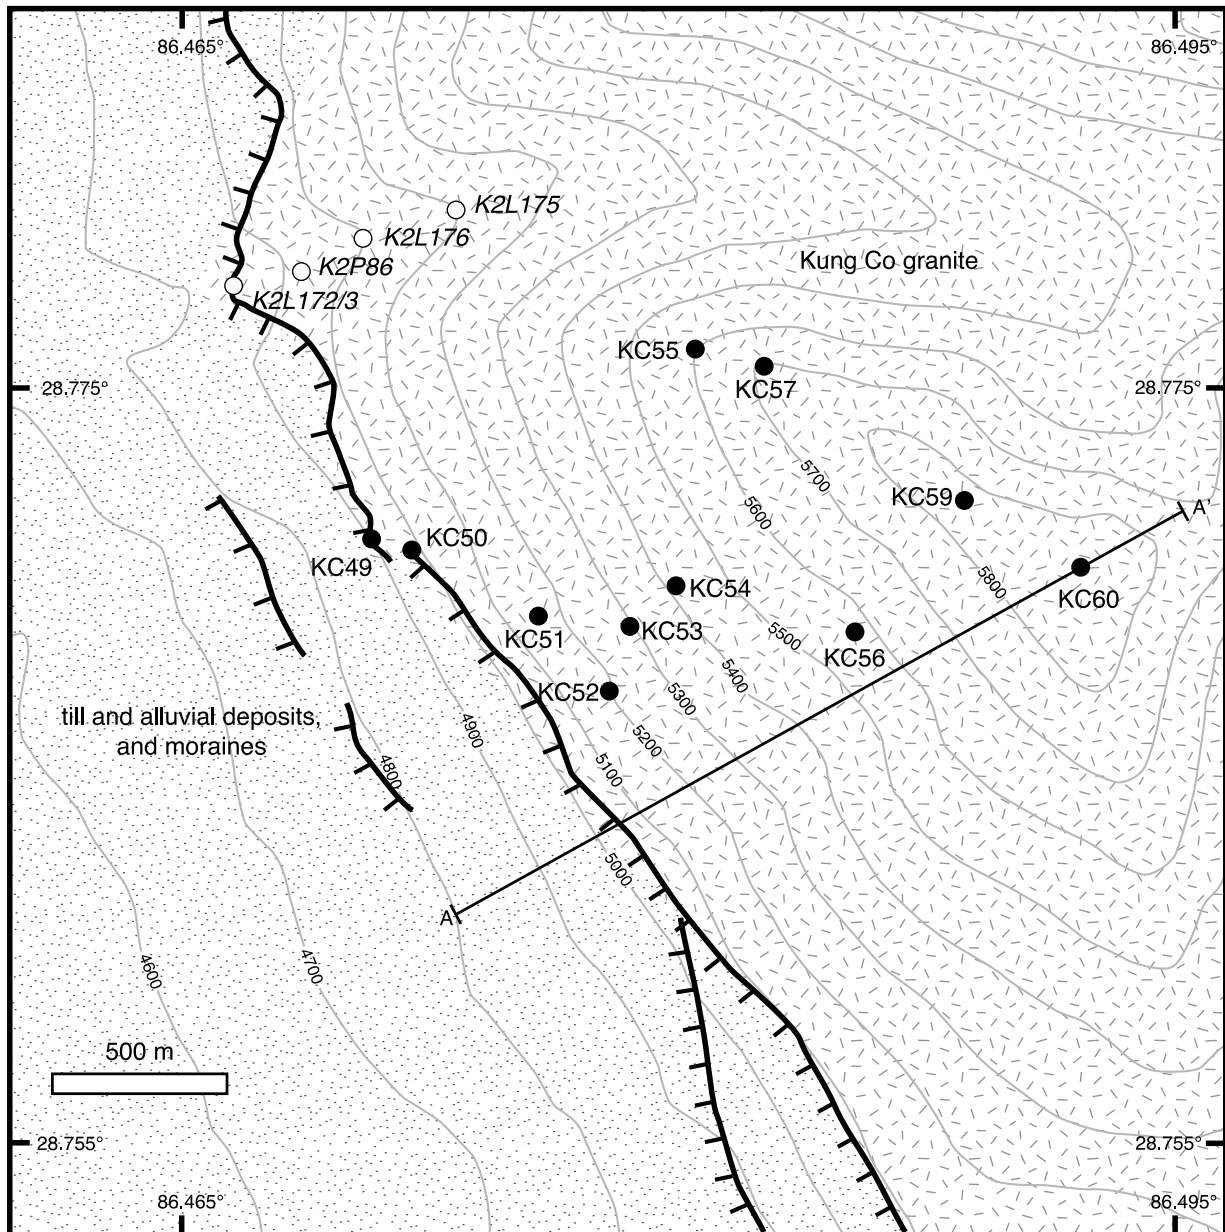 86.465°
86.495°
K2L175
K2L176
K2P86
K2L172/3
Kung Co granite
KC55
KC57
28.775°
28.775°
5700
5600
KC59
A'
KC49
KC50
5800
KC60
KC54
KC51
KC53
5500
KC56
5400
KC52
5300
till and alluvial deposits,
and moraines
4900
5200
4800
5100
5000
A
4600
4700
500 m
28.755°
28.755°
86.465°
86.495°